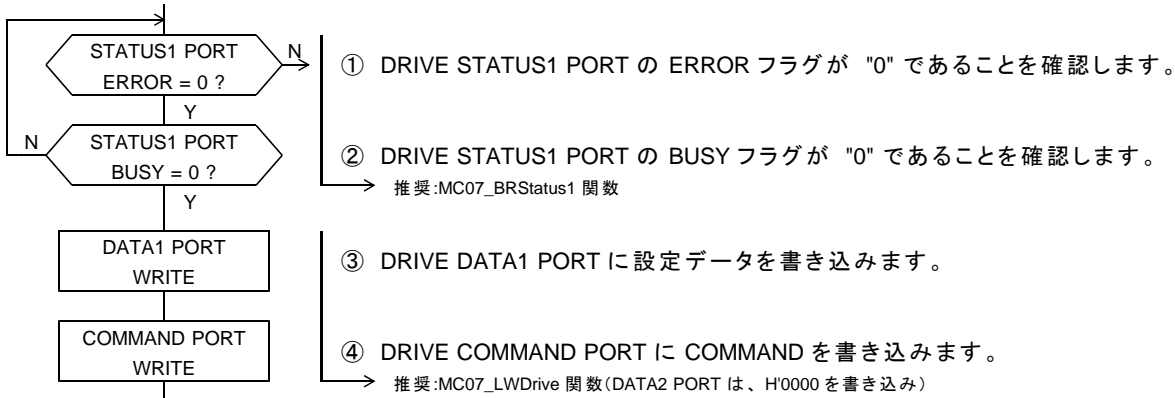 STATUS1 PORT
ERROR = 0 ?
N
① DRIVE STATUS1 PORT の ERROR フラグが "0" であることを確認します。
Y
N
STATUS1 PORT
BUSY = 0 ?
② DRIVE STATUS1 PORT の BUSY フラグが "0" であることを確認します。
推奨:MC07_BRStatus1 関数
Y
DATA1 PORT
WRITE
③ DRIVE DATA1 PORT に設定データを書き込みます。
COMMAND PORT
WRITE
④ DRIVE COMMAND PORT に COMMAND を書き込みます。
推奨:MC07_LWDrive 関数(DATA2 PORT は、H'0000 を書き込み)